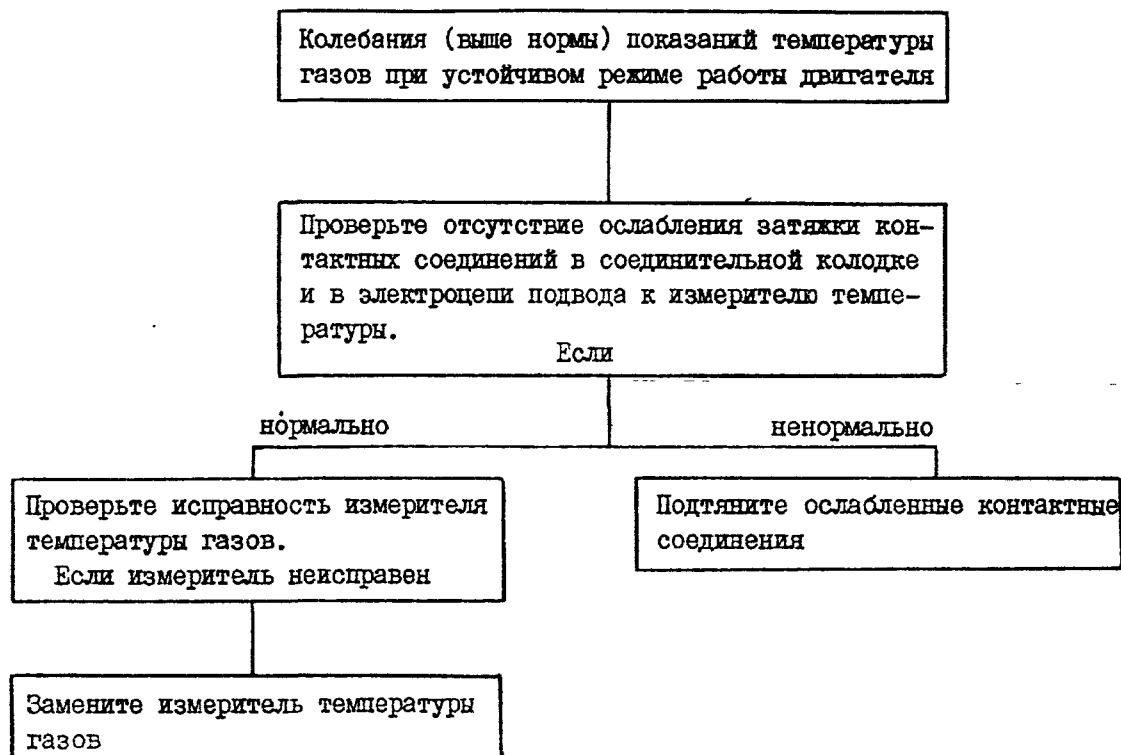 Колебания (выше нормы) показаний температуры
газов при устойчивом режиме работы двигателя
Проверьте отсутствие ослабления затяжки кон-
тактных соединений в соединительной колодке
и в электроцепи подвода к измерителю темпе-
ратуры.
Если
нормально
ненормально
Проверьте исправность измерителя
температуры газов.
Если измеритель неисправен
Подтяните ослабленные контактные
соединения
Замените измеритель температуры
газов